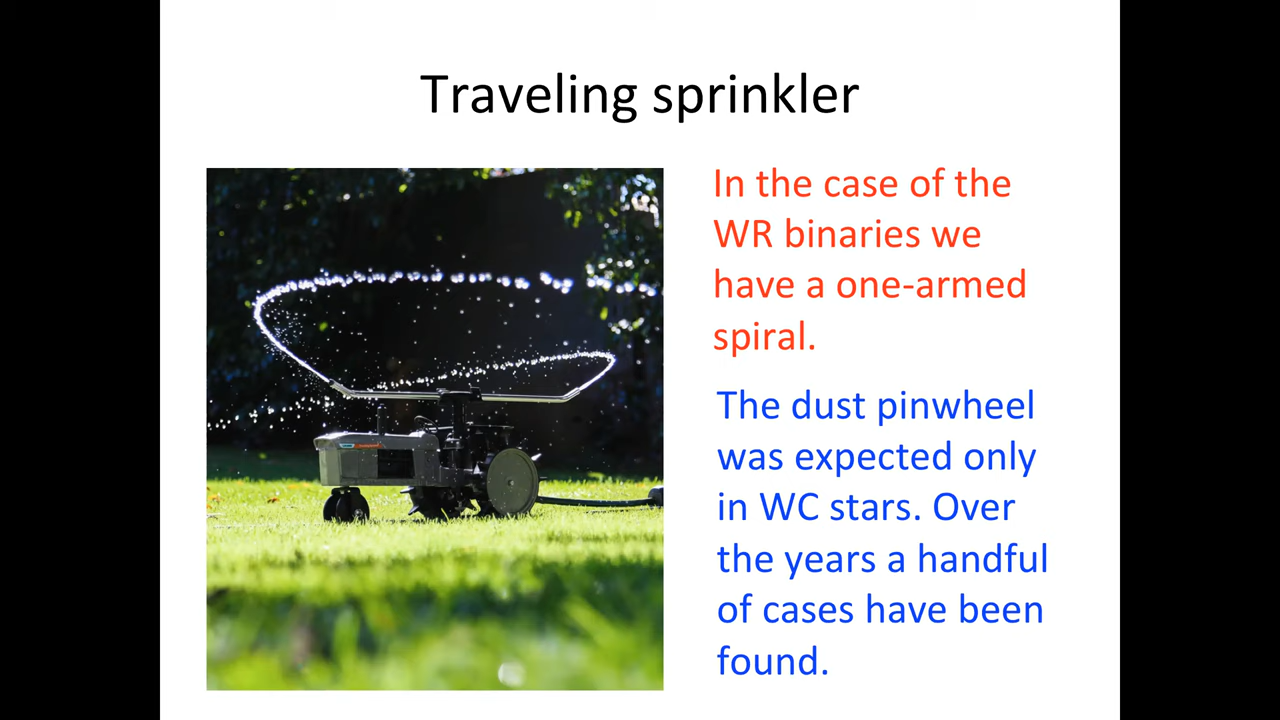 Traveling sprinkler
In the case of the
WR binaries we
have a one-armed
spiral.
The dust pinwheel
was expected only
in WC stars. Over
the years a handful
of cases have been
found.